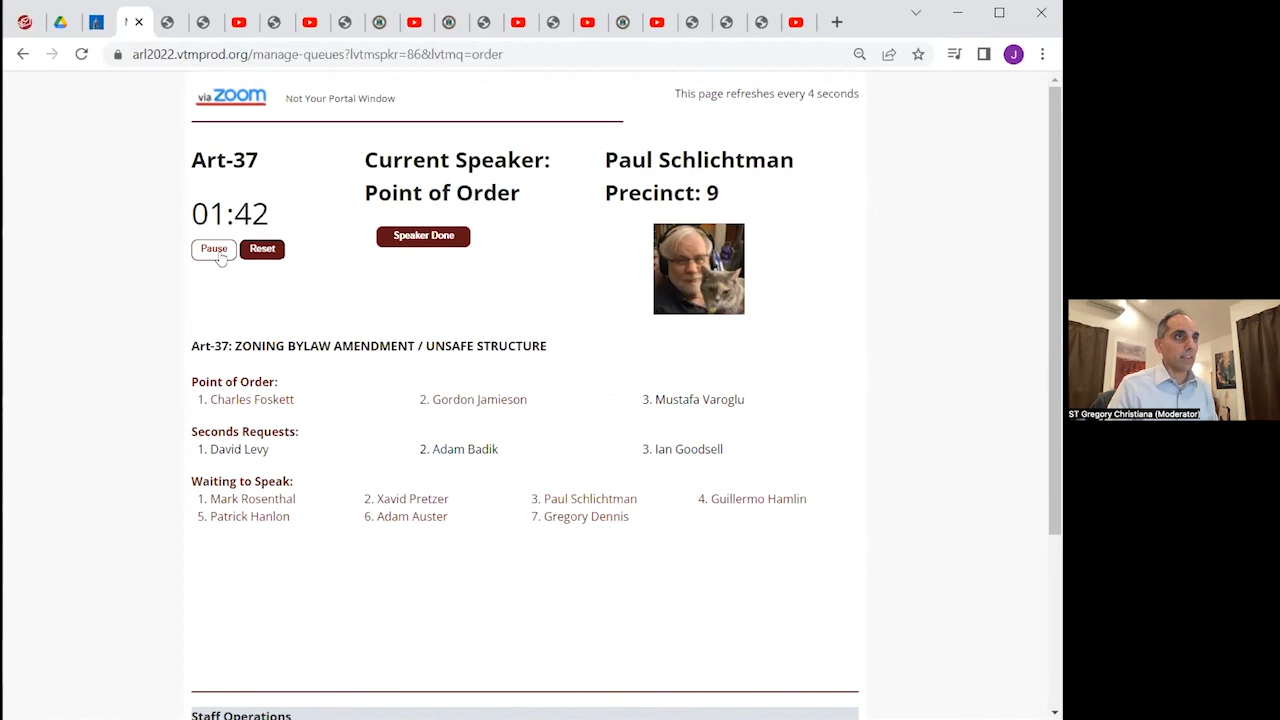 arl2022.vtmprod.org/manage-queues?lvtmspkr=86&lvtmq=order
J
via zoom
Not Your Portal Window
This page refreshes every 4 seconds
Art-37
Current Speaker:
Paul Schlichtman
Point of Order
Precinct: 9
01:42
Pause
Reset
Speaker Done
Art-37: ZONING BYLAW AMENDMENT / UNSAFE STRUCTURE
Point of Order:
1. Charles Foskett
2. Gordon Jamieson
3. Mustafa Varoglu
Seconds Requests:
1. David Levy
2. Adam Badik
3. Ian Goodsell
Waiting to Speak:
1. Mark Rosenthal
2. Xavid Pretzer
3. Paul Schlichtman
4. Guillermo Hamlin
5. Patrick Hanlon
6. Adam Auster
7. Gregory Dennis
Staff Operations
ST Gregory Christiana (Moderator)